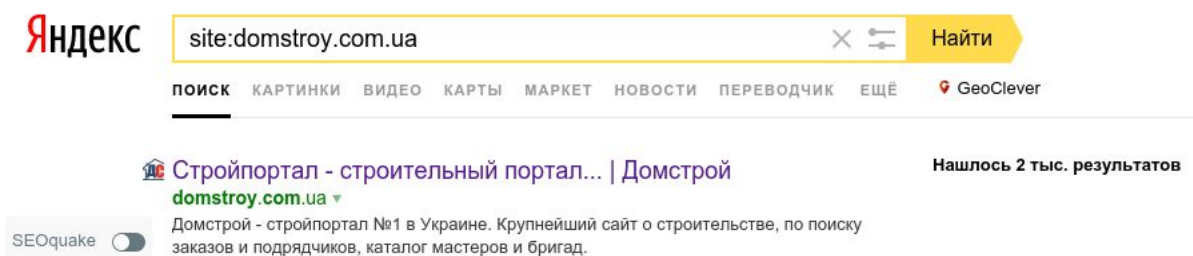 Яндекс site:domstroy.com.ua Найти
ПОИСК КАРТИНКИ ВИДЕО КАРТЫ МАРКЕТ НОВОСТИ ПЕРЕВОДЧИК ЕЩЁ GeoClever
ДС Стройпортал - строительный портал... | Домстрой Нашлось 2 тыс. результатов
domstroy.com.ua
Домстрой - стройпортал №1 в Украине. Крупнейший сайт о строительстве, по поиску
SEOquake заказов и подрядчиков, каталог мастеров и бригад.